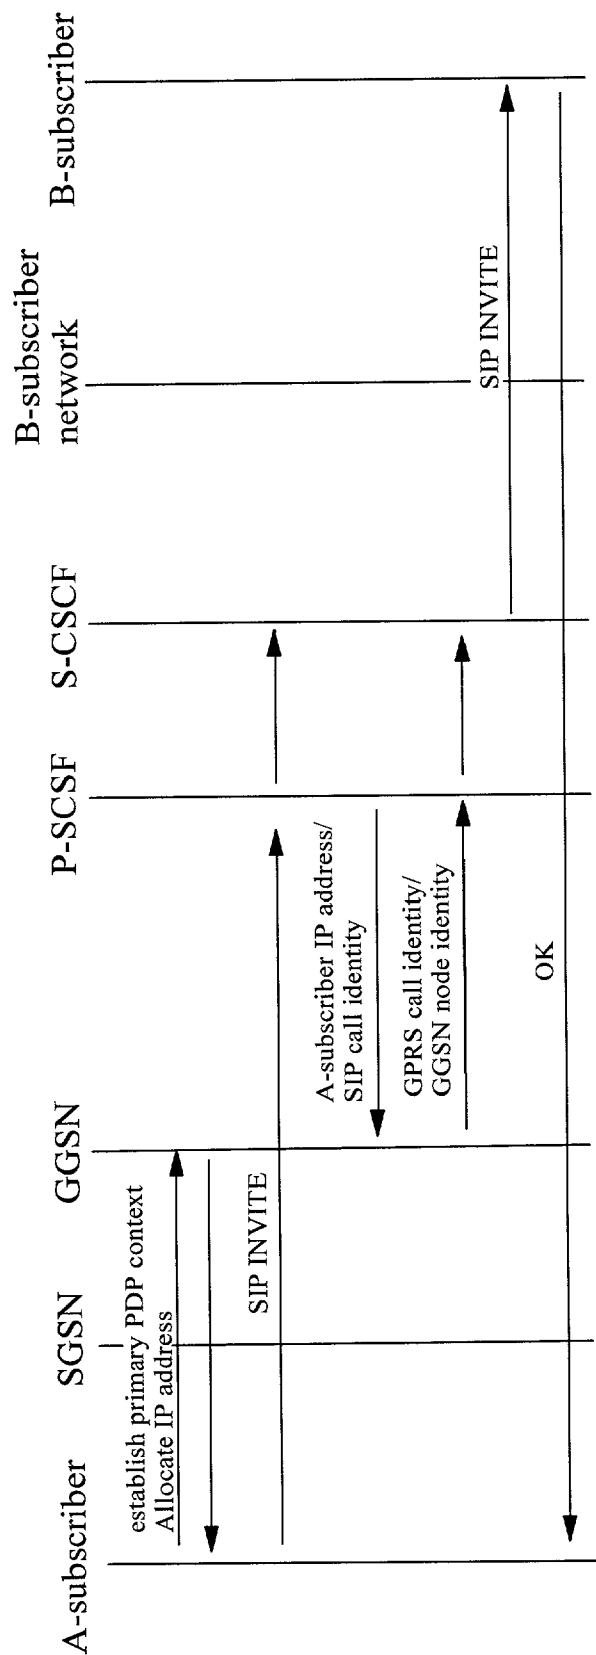 A-subscriber
SGSN
GGSN
P-SCSF
S-CSCF
B-subscriber
network
B-subscriber
establish primary PDP context
Allocate IP address
SIP INVITE
A-subscriber IP address/
SIP call identity
GPRS call identity/
GGSN node identity
SIP INVITE
OK